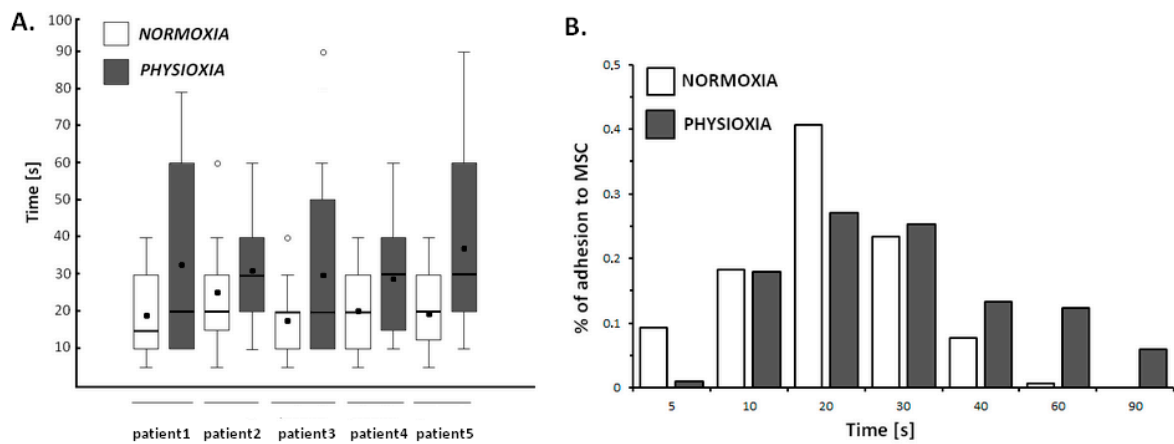 A.
NORMOXIA
PHYSIOXIA
Time [s]
100
90
80
70
60
50
40
30
20
10
patient1 patient2 patient3 patient4 patient5
B.
NORMOXIA
PHYSIOXIA
% of adhesion to MSC
0.5
0.4
0.3
0.2
0.1
0
5 10 20 30 40 60 90
Time [s]